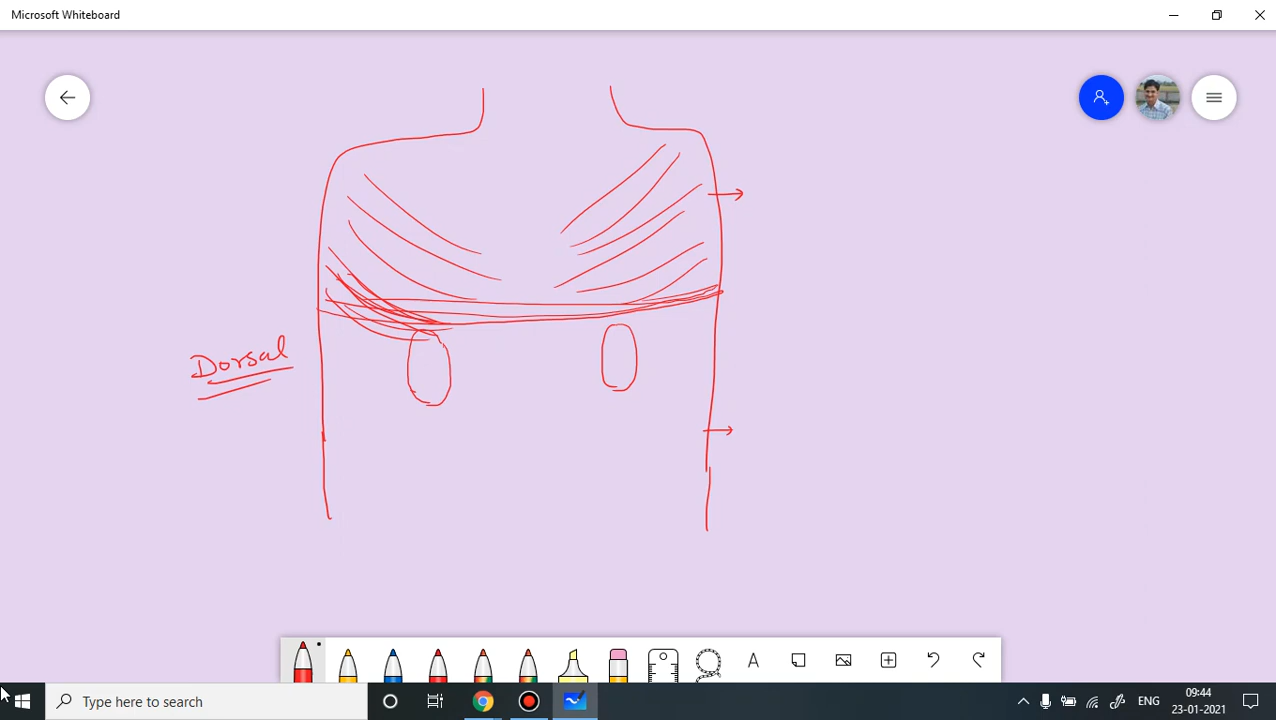 Microsoft Whiteboard
Dorsal
A
Type here to search
ENG
09:44
23-01-2021